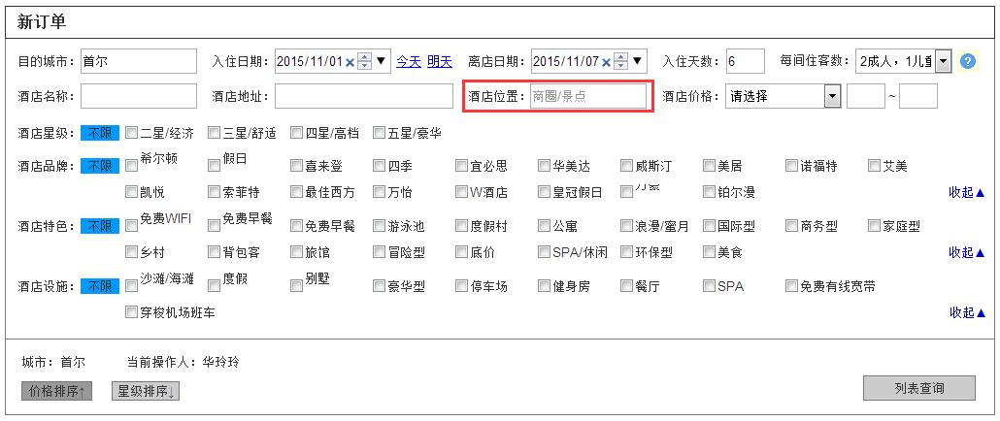 新订单
目的城市：首尔 入住日期：2015/11/01 今天 明天 离店日期：2015/11/07 入住天数：6 每间住客数：2成人，1儿童 ?
酒店名称： 酒店地址： 酒店位置：商圈/景点 酒店价格：请选择 ~
酒店星级：不限 二星/经济 三星/舒适 四星/高档 五星/豪华
酒店品牌：不限 希尔顿 假日 喜来登 四季 宜必思 华美达 威斯汀 美居 诺福特 艾美
凯悦 索菲特 最佳西方 万怡 W酒店 皇冠假日 万豪 铂尔漫 收起▲
酒店特色：不限 免费WIFI 免费早餐 免费早餐 游泳池 度假村 公寓 浪漫/蜜月 国际型 商务型 家庭型
乡村 背包客 旅馆 冒险型 底价 SPA/休闲 环保型 美食 收起▲
酒店设施：不限 沙滩/海滩 度假 别墅 豪华型 停车场 健身房 餐厅 SPA 免费有线宽带
穿梭机场班车 收起▲
城市：首尔 当前操作人：华玲玲
价格排序↑ 星级排序↓ 列表查询